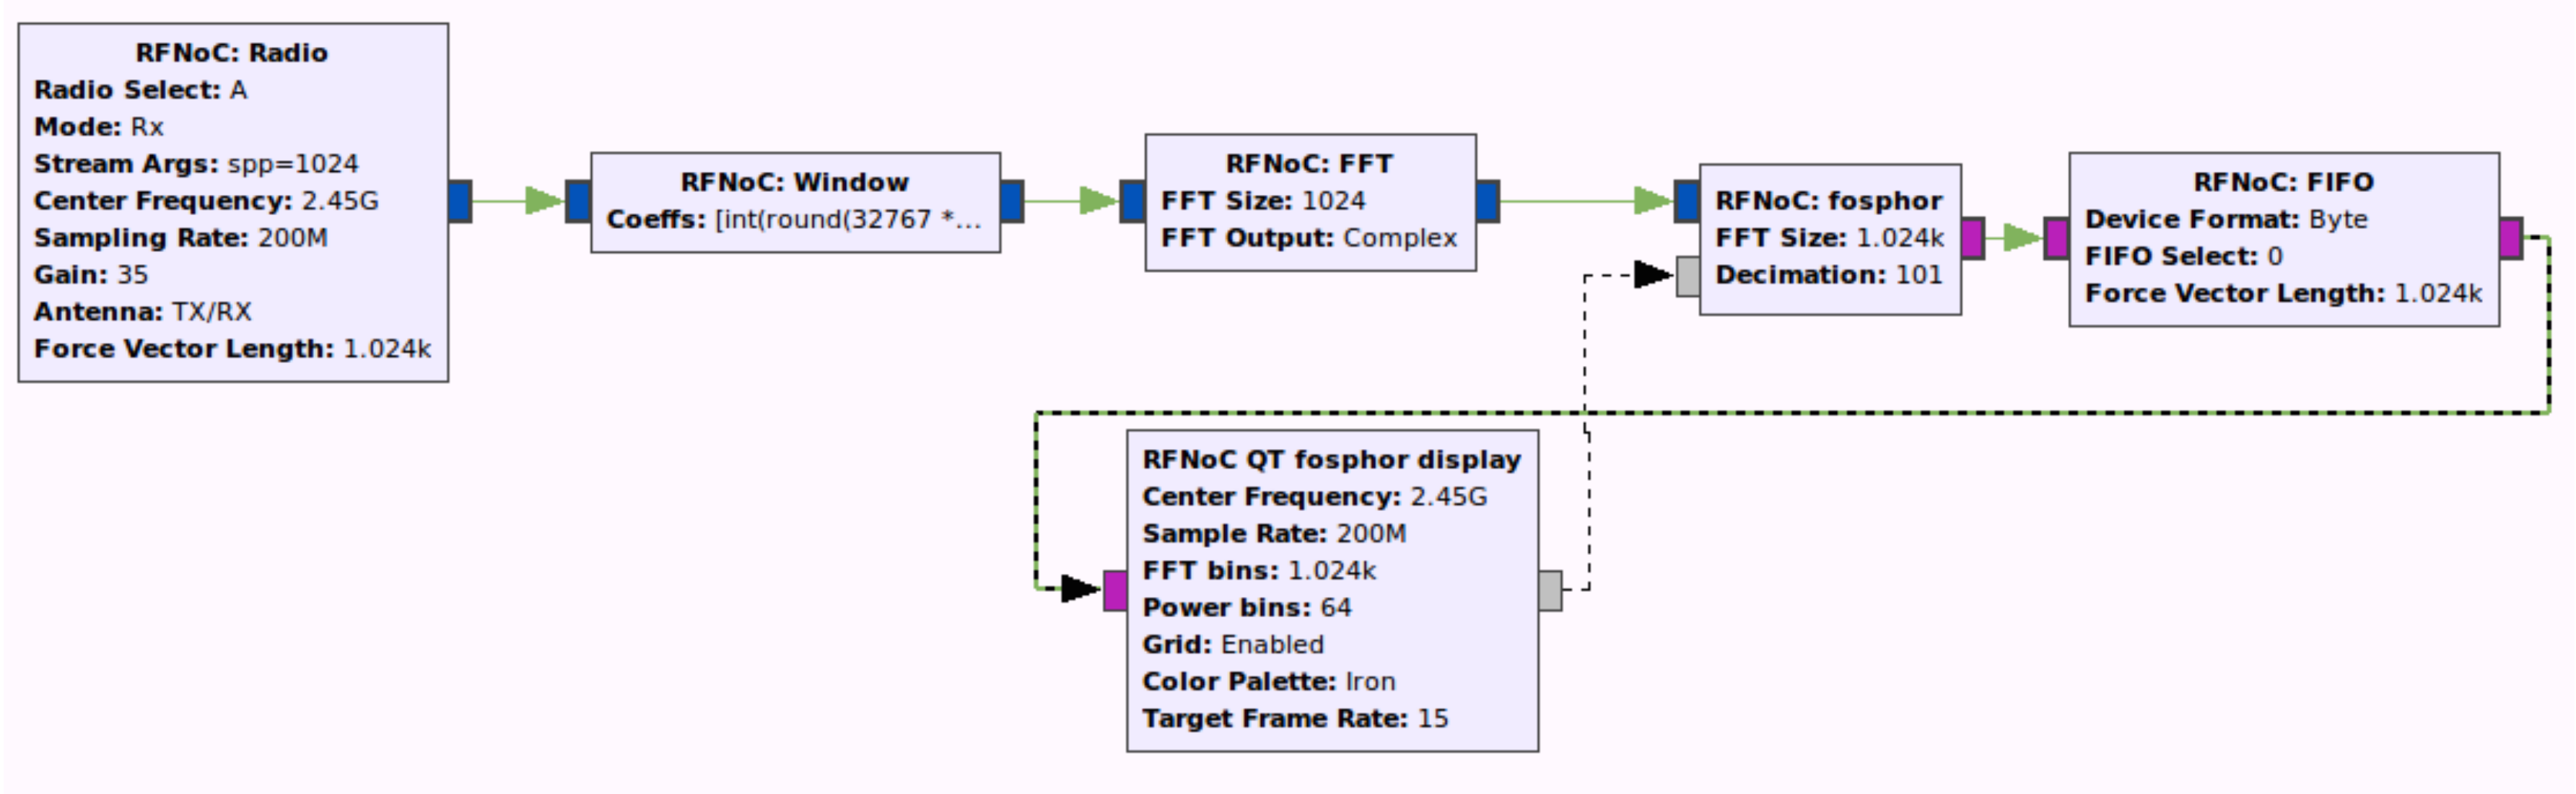 RFNoC: Radio
Radio Select: A
Mode: Rx
Stream Args: spp=1024
Center Frequency: 2.45G
Sampling Rate: 200M
Gain: 35
Antenna: TX/RX
Force Vector Length: 1.024k
RFNoC: Window
Coeffs: [int(round(32767 *...
RFNoC: FFT
FFT Size: 1024
FFT Output: Complex
RFNoC: fosphor
FFT Size: 1.024k
Decimation: 101
RFNoC: FIFO
Device Format: Byte
FIFO Select: 0
Force Vector Length: 1.024k
RFNoC QT fosphor display
Center Frequency: 2.45G
Sample Rate: 200M
FFT bins: 1.024k
Power bins: 64
Grid: Enabled
Color Palette: Iron
Target Frame Rate: 15